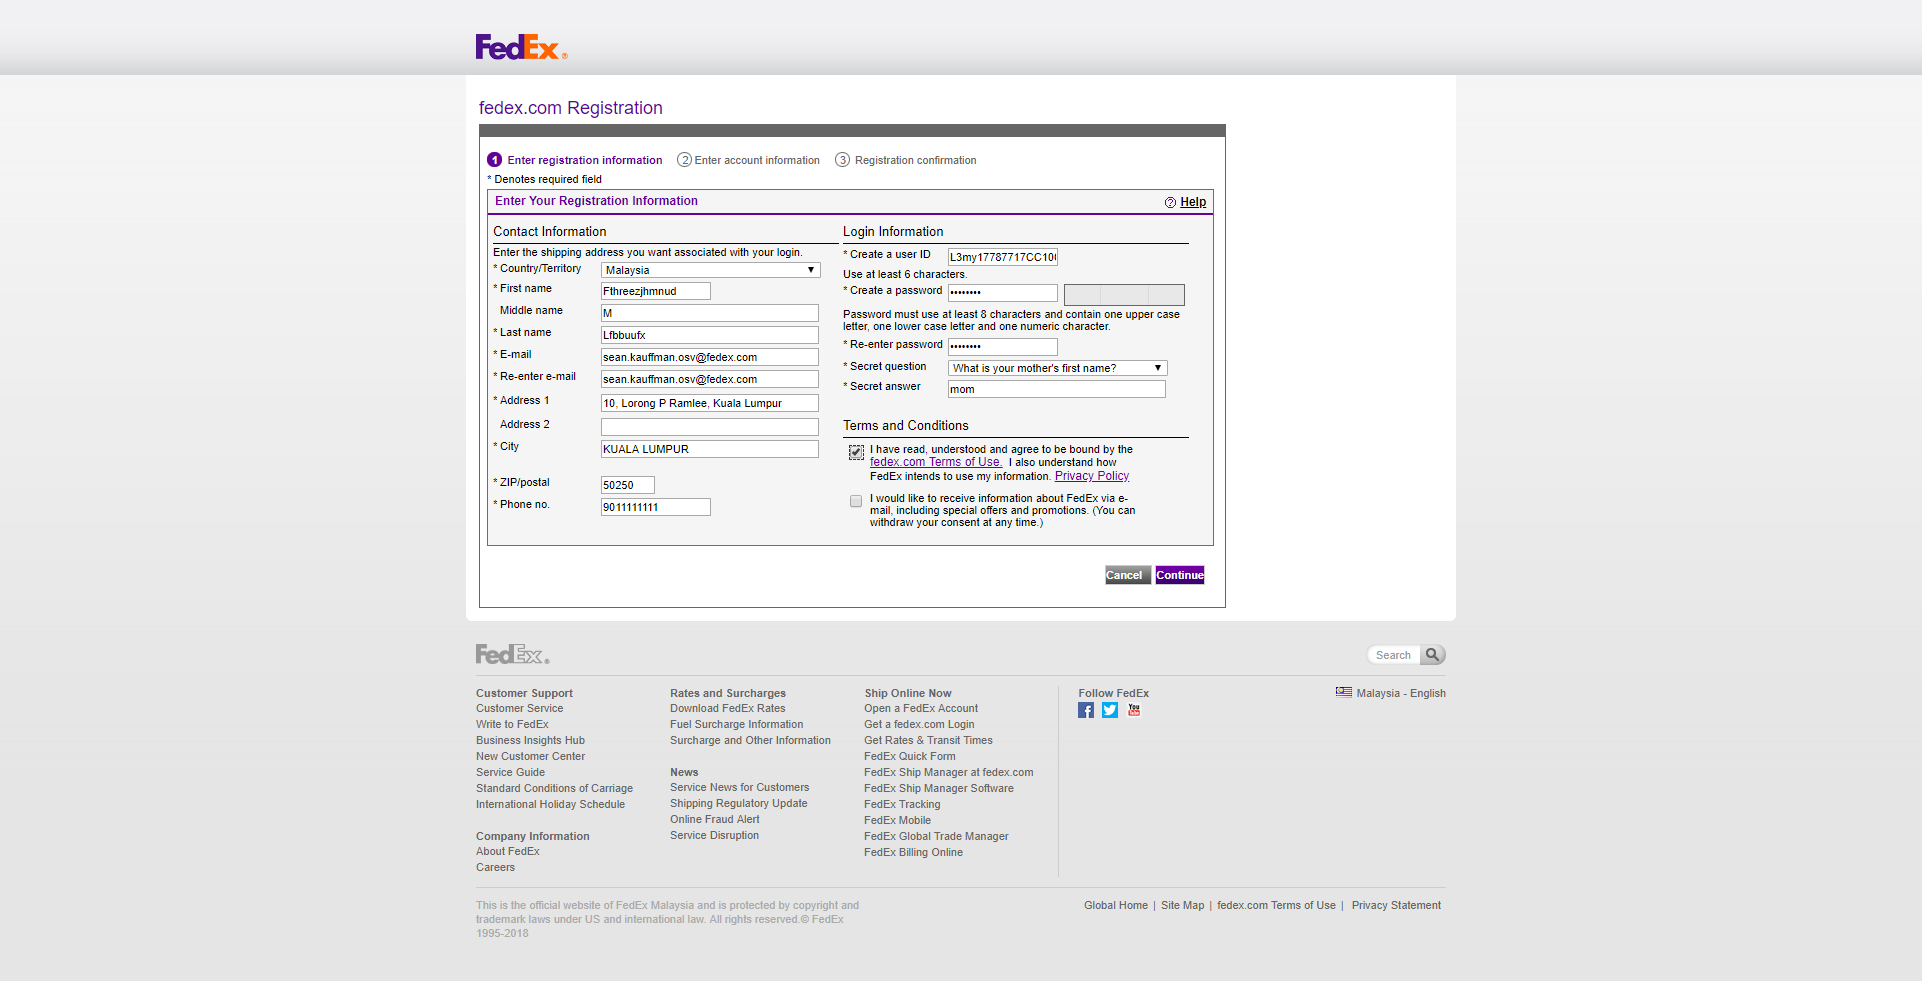 FedEx®
fedex.com Registration
1 Enter registration information 2 Enter account information 3 Registration confirmation
* Denotes required field
Enter Your Registration Information
? Help
Contact Information
Enter the shipping address you want associated with your login.
* Country/Territory Malaysia
* First name Fthreezjhmnud
Middle name M
* Last name Lfbbuufx
* E-mail sean.kauffman.osv@fedex.com
* Re-enter e-mail sean.kauffman.osv@fedex.com
* Address 1 10, Lorong P Ramlee, Kuala Lumpur
Address 2
* City KUALA LUMPUR
* ZIP/postal 50250
* Phone no. 9011111111
Login Information
* Create a user ID
Use at least 6 characters.
* Create a password ••••••••
Password must use at least 8 characters and contain one upper case
letter, one lower case letter and one numeric character.
* Re-enter password ••••••••
* Secret question What is your mother's first name?
* Secret answer mom
Terms and Conditions
I have read, understood and agree to be bound by the
fedex.com Terms of Use. I also understand how
FedEx intends to use my information. Privacy Policy
I would like to receive information about FedEx via e-
mail, including special offers and promotions. (You can
withdraw your consent at any time.)
Cancel Continue
FedEx®
Search
Customer Support
Customer Service
Write to FedEx
Business Insights Hub
New Customer Center
Service Guide
Standard Conditions of Carriage
International Holiday Schedule
Company Information
About FedEx
Careers
Rates and Surcharges
Download FedEx Rates
Fuel Surcharge Information
Surcharge and Other Information
News
Service News for Customers
Shipping Regulatory Update
Online Fraud Alert
Service Disruption
Ship Online Now
Open a FedEx Account
Get a fedex.com Login
Get Rates & Transit Times
FedEx Quick Form
FedEx Ship Manager at fedex.com
FedEx Ship Manager Software
FedEx Tracking
FedEx Mobile
FedEx Global Trade Manager
FedEx Billing Online
Follow FedEx
You Tube
Malaysia - English
This is the official website of FedEx Malaysia and is protected by copyright and
trademark laws under US and international law. All rights reserved.© FedEx
1995-2018
Global Home | Site Map | fedex.com Terms of Use | Privacy Statement